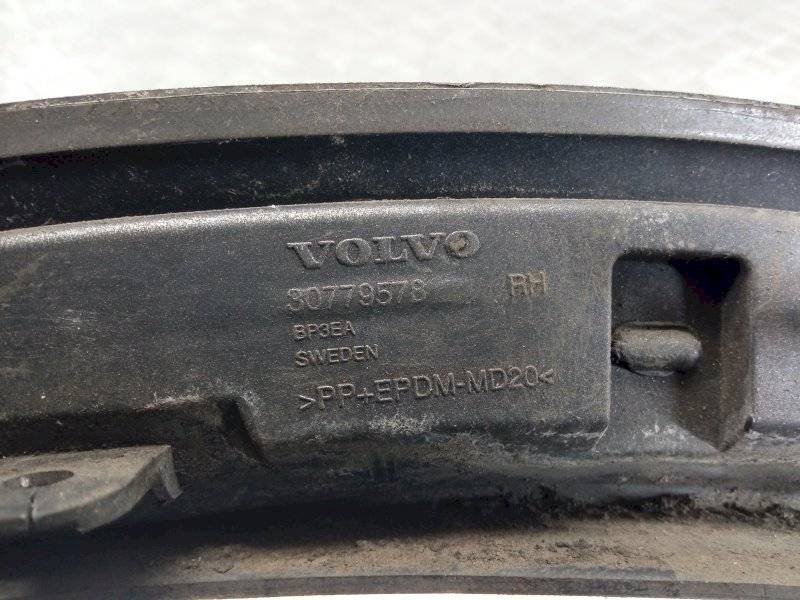 VOLVO
30779578 RH
BP3EA
SWEDEN
>PP+EPDM-MD20<